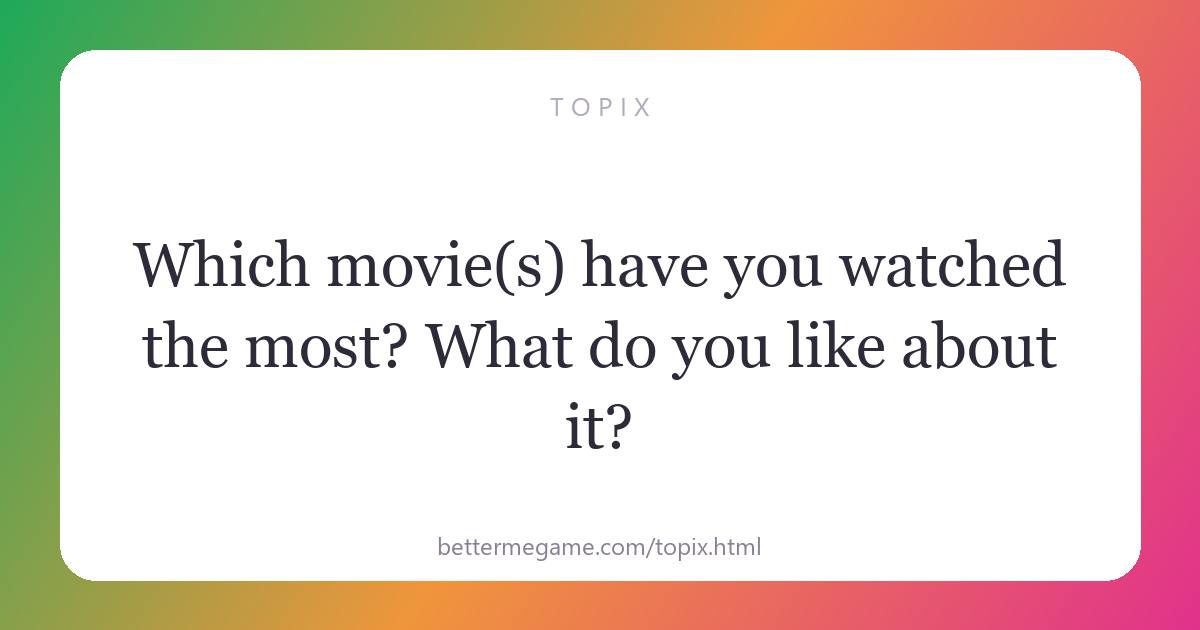 TOPIX
Which movie(s) have you watched
the most? What do you like about
it?
bettermegame.com/topix.html